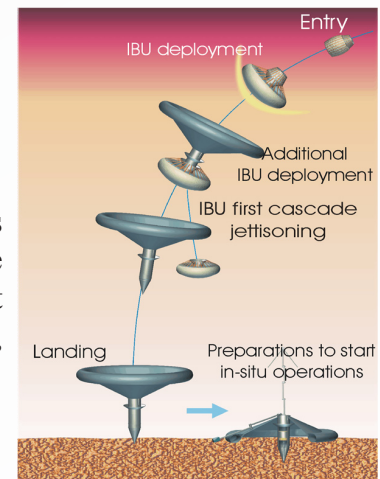 Entry
IBU deployment
Additional
IBU deployment
IBU first cascade
jettisoning
Landing
Preparations to start
in-situ operations